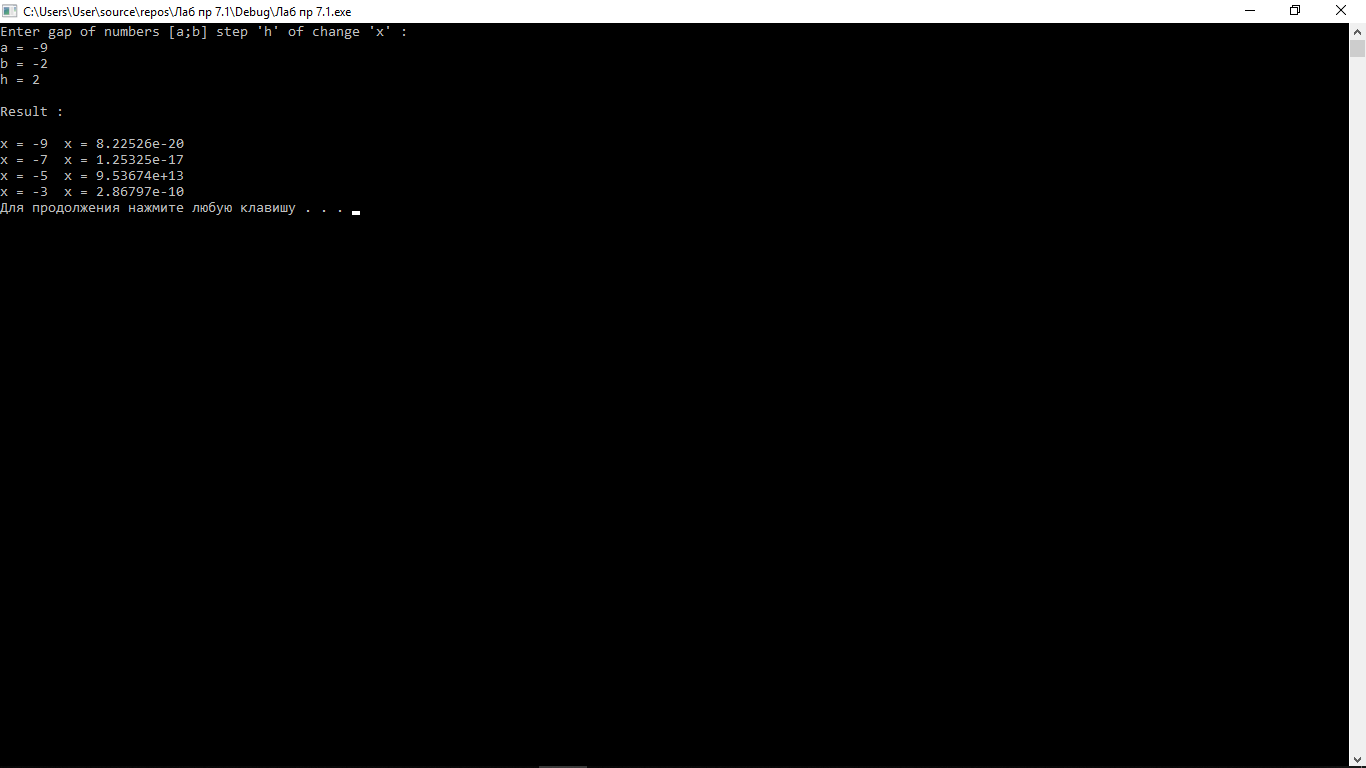 C:\Users\User\source\repos\Лаб пр 7.1\Debug\Лаб пр 7.1.exe
Enter gap of numbers [a;b] step 'h' of change 'x' :
a = -9
b = -2
h = 2
Result :
x = -9  x = 8.22526e-20
x = -7  x = 1.25325e-17
x = -5  x = 9.53674e+13
x = -3  x = 2.86797e-10
Для продолжения нажмите любую клавишу . . .